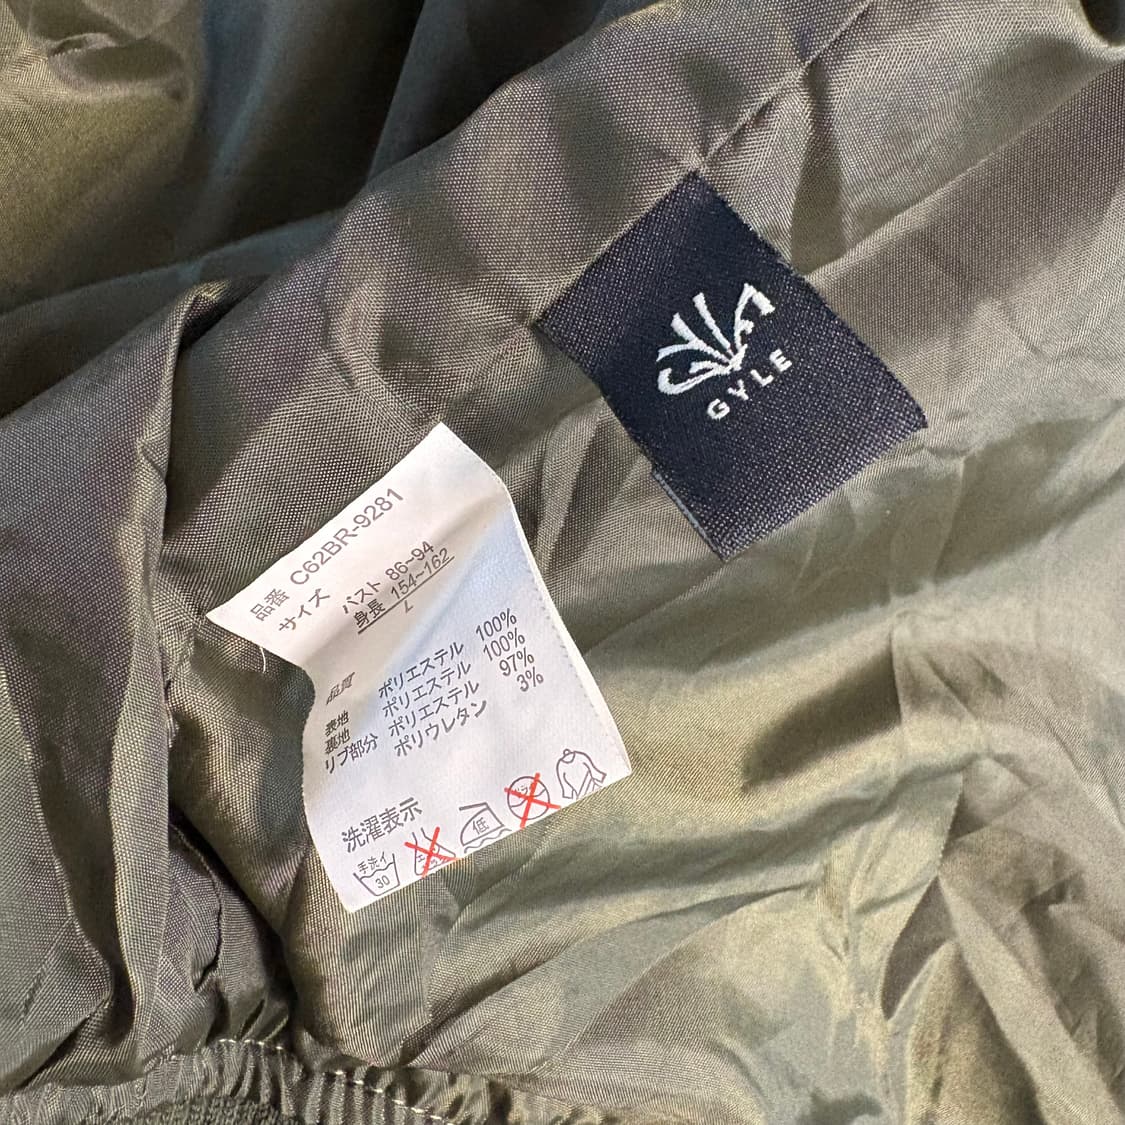 GYLE
品番 C62BR-9281
サイズ
バスト 86~94
身長 154~162
L
品質
表地 ポリエステル 100%
裏地 ポリエステル 100%
リブ部分 ポリエステル 97%
ポリウレタン 3%
洗濯表示
手洗イ
30
低